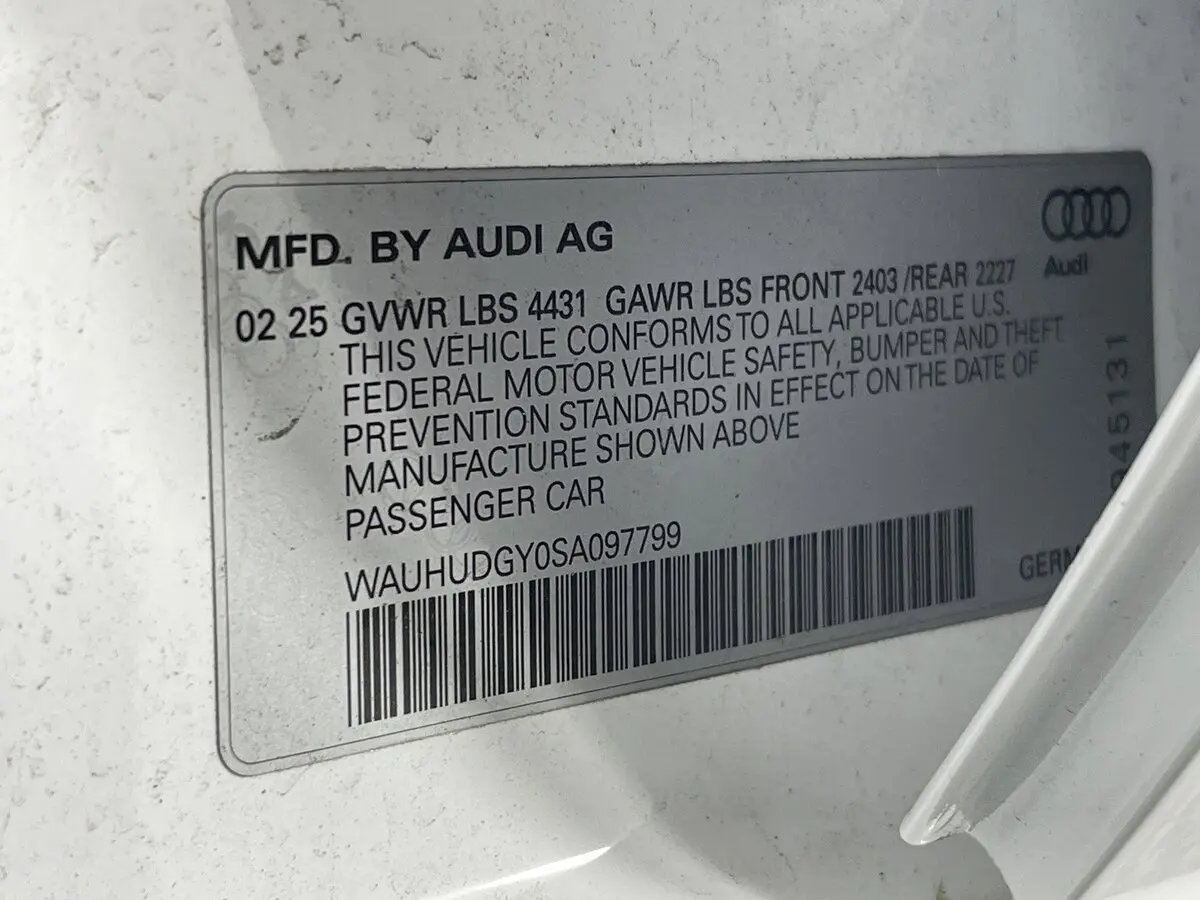 MFD. BY AUDI AG
Audi
02 25 GVWR LBS 4431 GAWR LBS FRONT 2403 /REAR 2227
THIS VEHICLE CONFORMS TO ALL APPLICABLE U.S.
FEDERAL MOTOR VEHICLE SAFETY, BUMPER AND THEFT
PREVENTION STANDARDS IN EFFECT ON THE DATE OF
MANUFACTURE SHOWN ABOVE
PASSENGER CAR
WAUHUDGY0SA097799